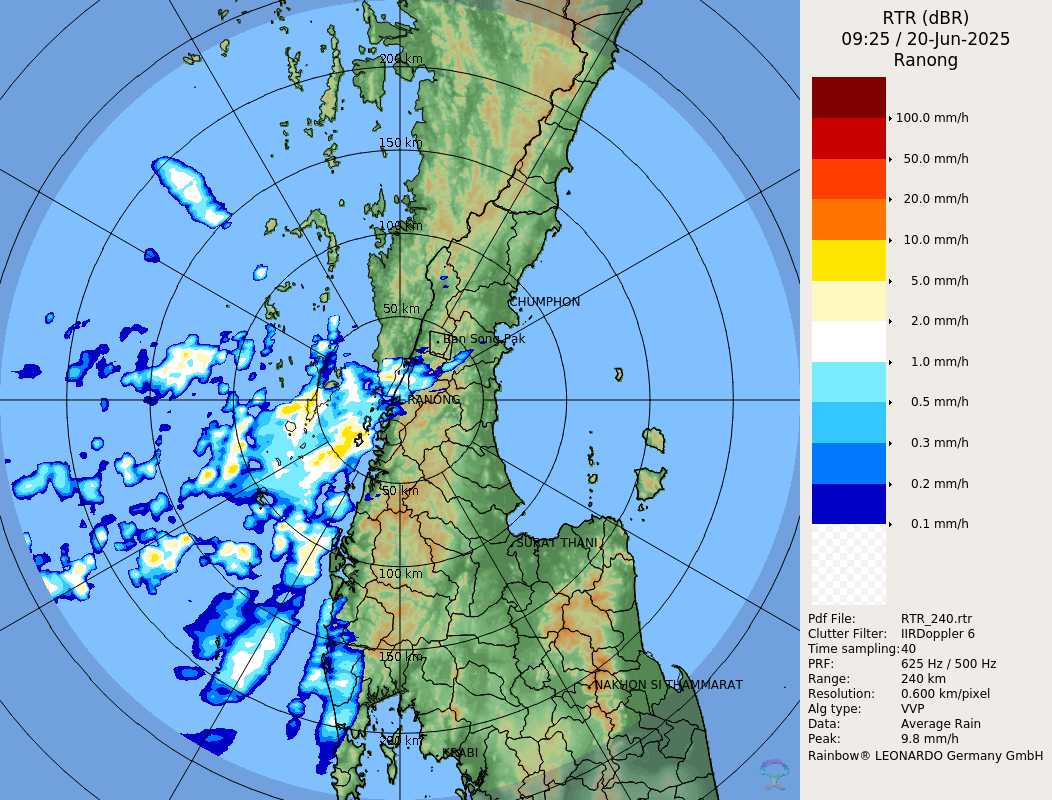 RTR (dBR)
09:25 / 20-Jun-2025
Ranong
100.0 mm/h
50.0 mm/h
20.0 mm/h
10.0 mm/h
5.0 mm/h
2.0 mm/h
1.0 mm/h
0.5 mm/h
0.3 mm/h
0.2 mm/h
0.1 mm/h
Pdf File: RTR_240.rtr
Clutter Filter: IIRDoppler 6
Time sampling: 40
PRF: 625 Hz / 500 Hz
Range: 240 km
Resolution: 0.600 km/pixel
Alg type: VVP
Data: Average Rain
Peak: 9.8 mm/h
Rainbow® LEONARDO Germany GmbH
200 km
150 km
100 km
50 km
CHUMPHON
Ban Song Pak
RANONG
50 km
SURAT THANI
100 km
150 km
NAKHON SI THAMMARAT
200 km
KRABI